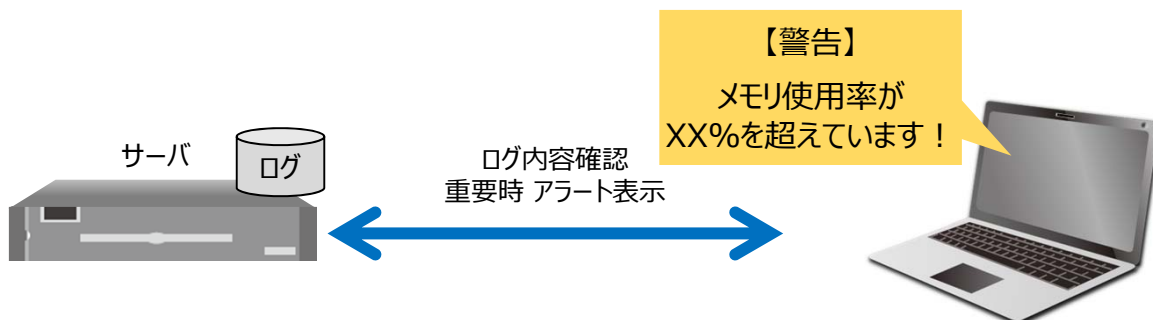 【警告】
メモリ使用率が
XX%を超えています！
サーバ
ログ
ログ内容確認
重要時 アラート表示